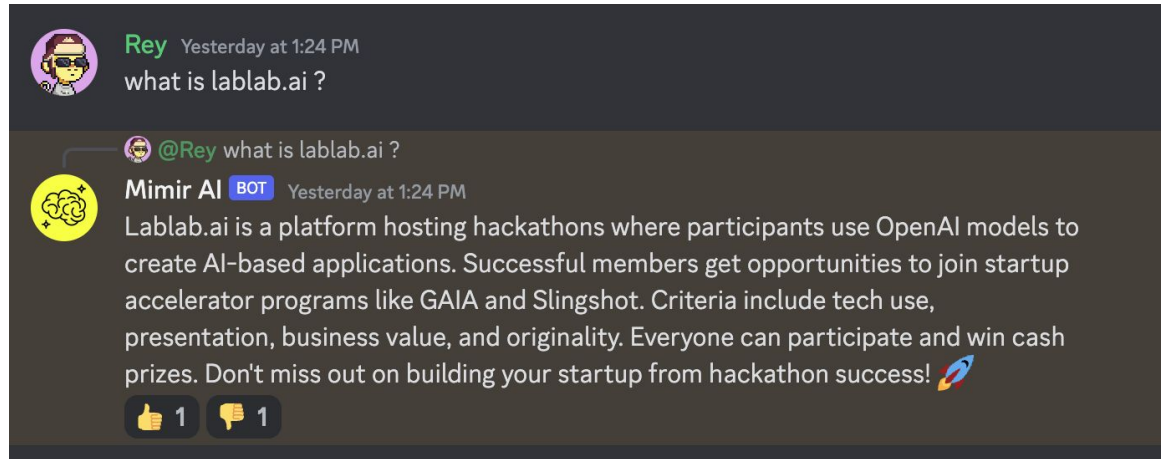 Rey Yesterday at 1:24 PM
what is lablab.ai ?
@Rey what is lablab.ai ?
Mimir AI BOT Yesterday at 1:24 PM
Lablab.ai is a platform hosting hackathons where participants use OpenAI models to
create AI-based applications. Successful members get opportunities to join startup
accelerator programs like GAIA and Slingshot. Criteria include tech use,
presentation, business value, and originality. Everyone can participate and win cash
prizes. Don't miss out on building your startup from hackathon success! 🚀
👍 1 👎 1